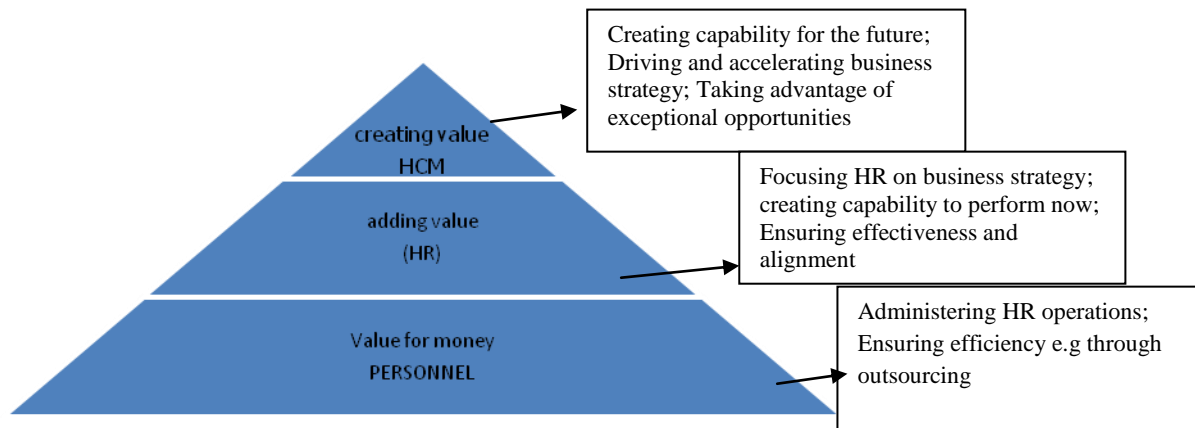 Creating capability for the future;
Driving and accelerating business
strategy; Taking advantage of
exceptional opportunities
creating value
HCM
Focusing HR on business strategy;
creating capability to perform now;
Ensuring effectiveness and
alignment
adding value
(HR)
Administering HR operations;
Ensuring efficiency e.g through
outsourcing
Value for money
PERSONNEL